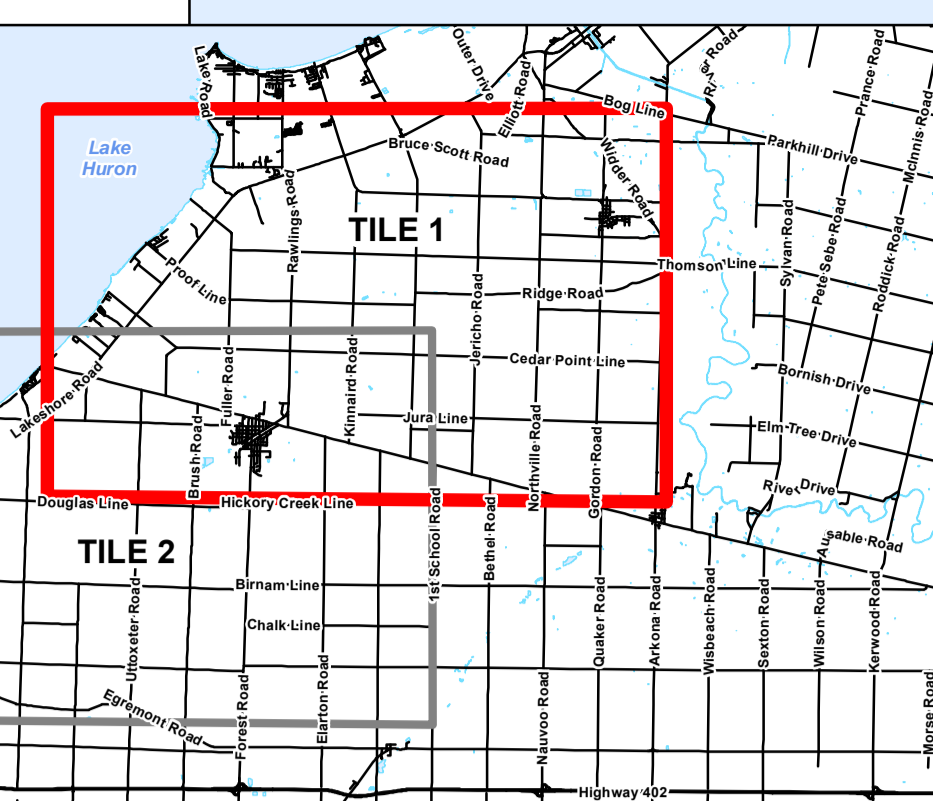 Lake Road
Outer Drive
Elliott Road
River Road
Prance Road
McInnis Road
Bog Line
Parkhill Drive
Lake
Huron
Bruce Scott Road
Widder Road
Rawlings Road
TILE 1
Sylvan Road
Pete Sebe Road
Roddick Road
Proof Line
Thomson Line
Ridge Road
Jericho Road
Fuller Road
Kinnaird Road
Cedar Point Line
Bornish Drive
Lakeshore Road
Brush Road
Jura Line
Northville Road
Gordon Road
Elm Tree Drive
River Drive
Douglas Line
Hickory Creek Line
1st School Road
Bethel Road
Ausable Road
TILE 2
Birnam Line
Uttoxeter Road
Chalk Line
Quaker Road
Arkona Road
Wisbeach Road
Sexton Road
Wilson Road
Kerwood Road
Egremont Road
Forest Road
Elarton Road
Nauvoo Road
Morse Road
Highway 402